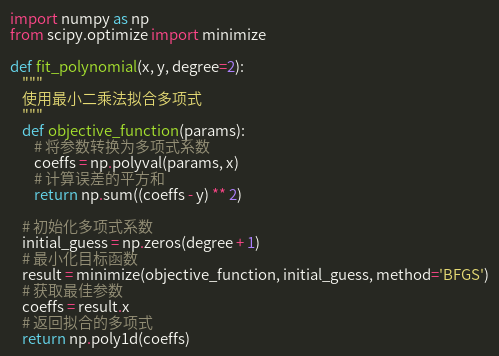 import numpy as np
from scipy.optimize import minimize

def fit_polynomial(x, y, degree=2):
    """
    使用最小二乘法拟合多项式
    """
    def objective_function(params):
        # 将参数转换为多项式系数
        coeffs = np.polyval(params, x)
        # 计算误差的平方和
        return np.sum((coeffs - y) ** 2)

    # 初始化多项式系数
    initial_guess = np.zeros(degree + 1)
    # 最小化目标函数
    result = minimize(objective_function, initial_guess, method='BFGS')
    # 获取最佳参数
    coeffs = result.x
    # 返回拟合的多项式
    return np.poly1d(coeffs)